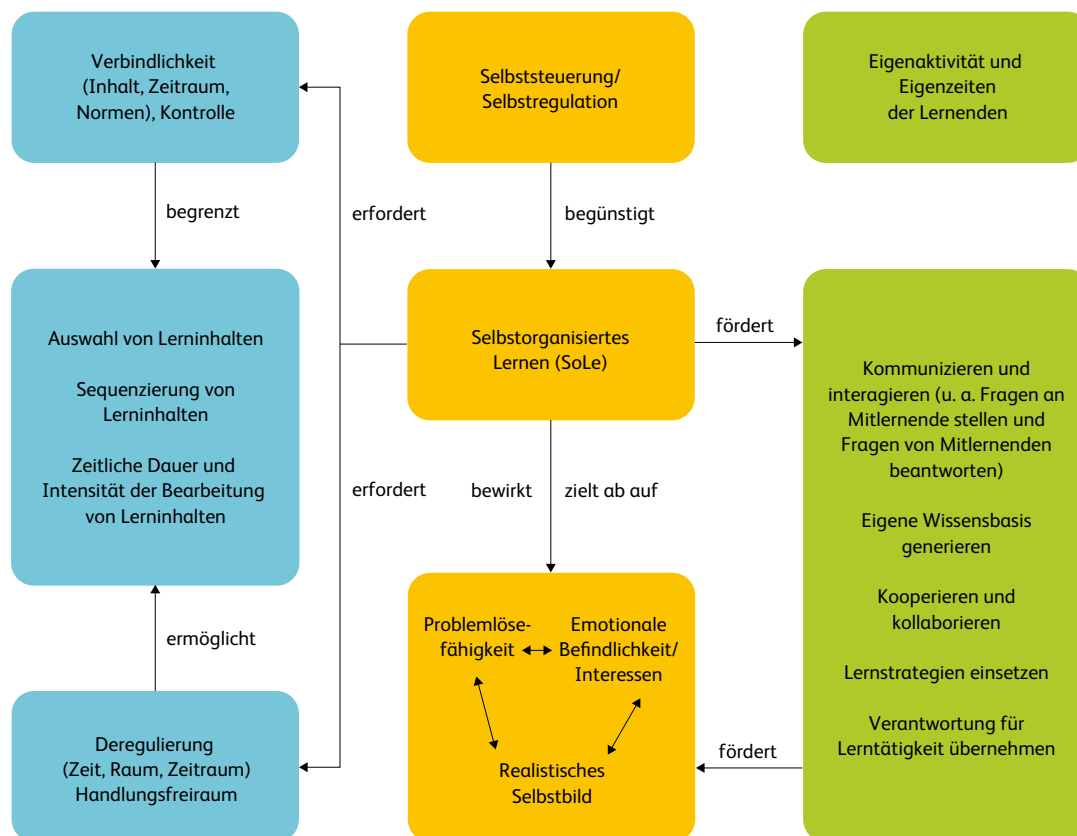 Verbindlichkeit
(Inhalt, Zeitraum,
Normen), Kontrolle
Selbststeuerung/
Selbstregulation
Eigenaktivität und
Eigenzeiten
der Lernenden
begrenzt
erfordert
begünstigt
Auswahl von Lerninhalten
Sequenzierung von
Lerninhalten
Zeitliche Dauer und
Intensität der Bearbeitung
von Lerninhalten
Selbstorganisiertes
Lernen (SoLe)
fördert
Kommunizieren und
interagieren (u. a. Fragen an
Mitlernende stellen und
Fragen von Mitlernenden
beantworten)
Eigene Wissensbasis
generieren
Kooperieren und
kollaborieren
Lernstrategien einsetzen
Verantwortung für
Lerntätigkeit übernehmen
erfordert
bewirkt
zielt ab auf
ermöglicht
Problemlöse-
fähigkeit
Emotionale
Befindlichkeit/
Interessen
Realistisches
Selbstbild
fördert
Deregulierung
(Zeit, Raum, Zeitraum)
Handlungsfreiraum